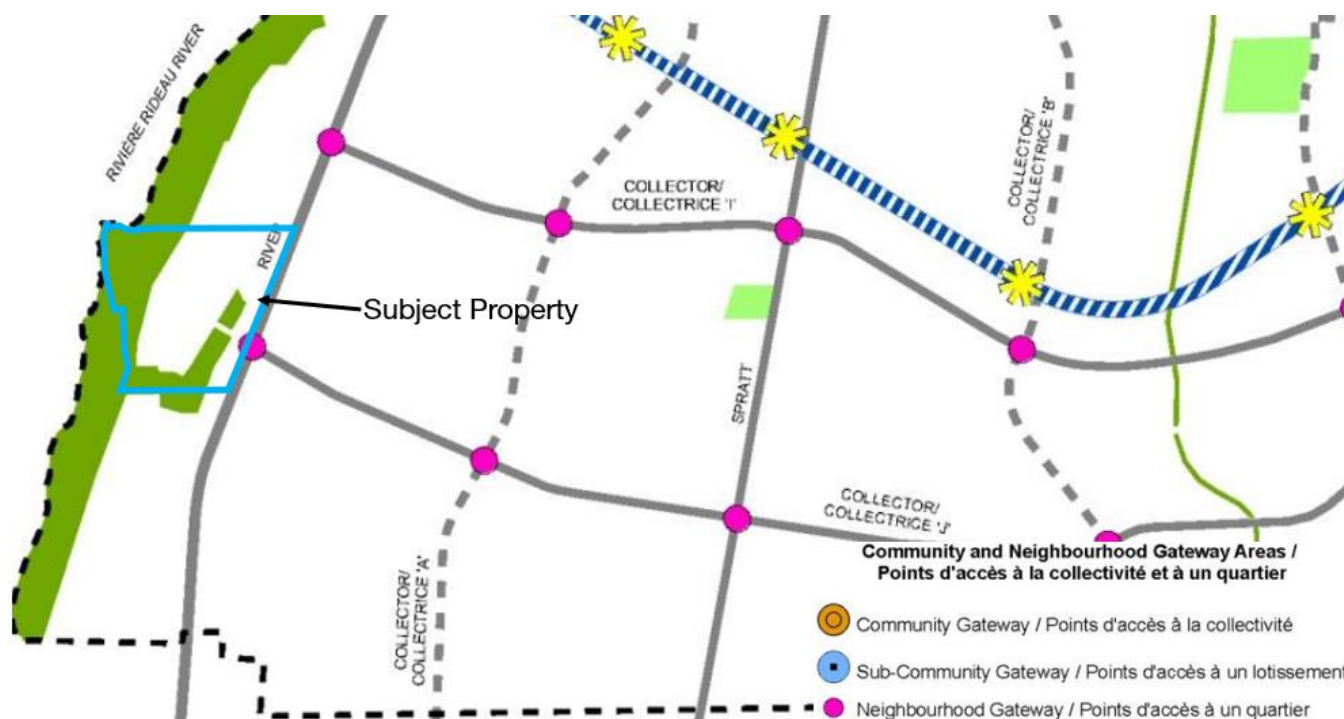 RIVIÈRE RIDEAU RIVER
RIVER
COLLECTOR/
COLLECTRICE 'I'
COLLECTOR/
COLLECTRICE 'B'
Subject Property
SPRATT
COLLECTOR/
COLLECTRICE 'A'
COLLECTOR/
COLLECTRICE 'J'
Community and Neighbourhood Gateway Areas /
Points d'accès à la collectivité et à un quartier
Community Gateway / Points d'accès à la collectivité
Sub-Community Gateway / Points d'accès à un lotissement
Neighbourhood Gateway / Points d'accès à un quartier